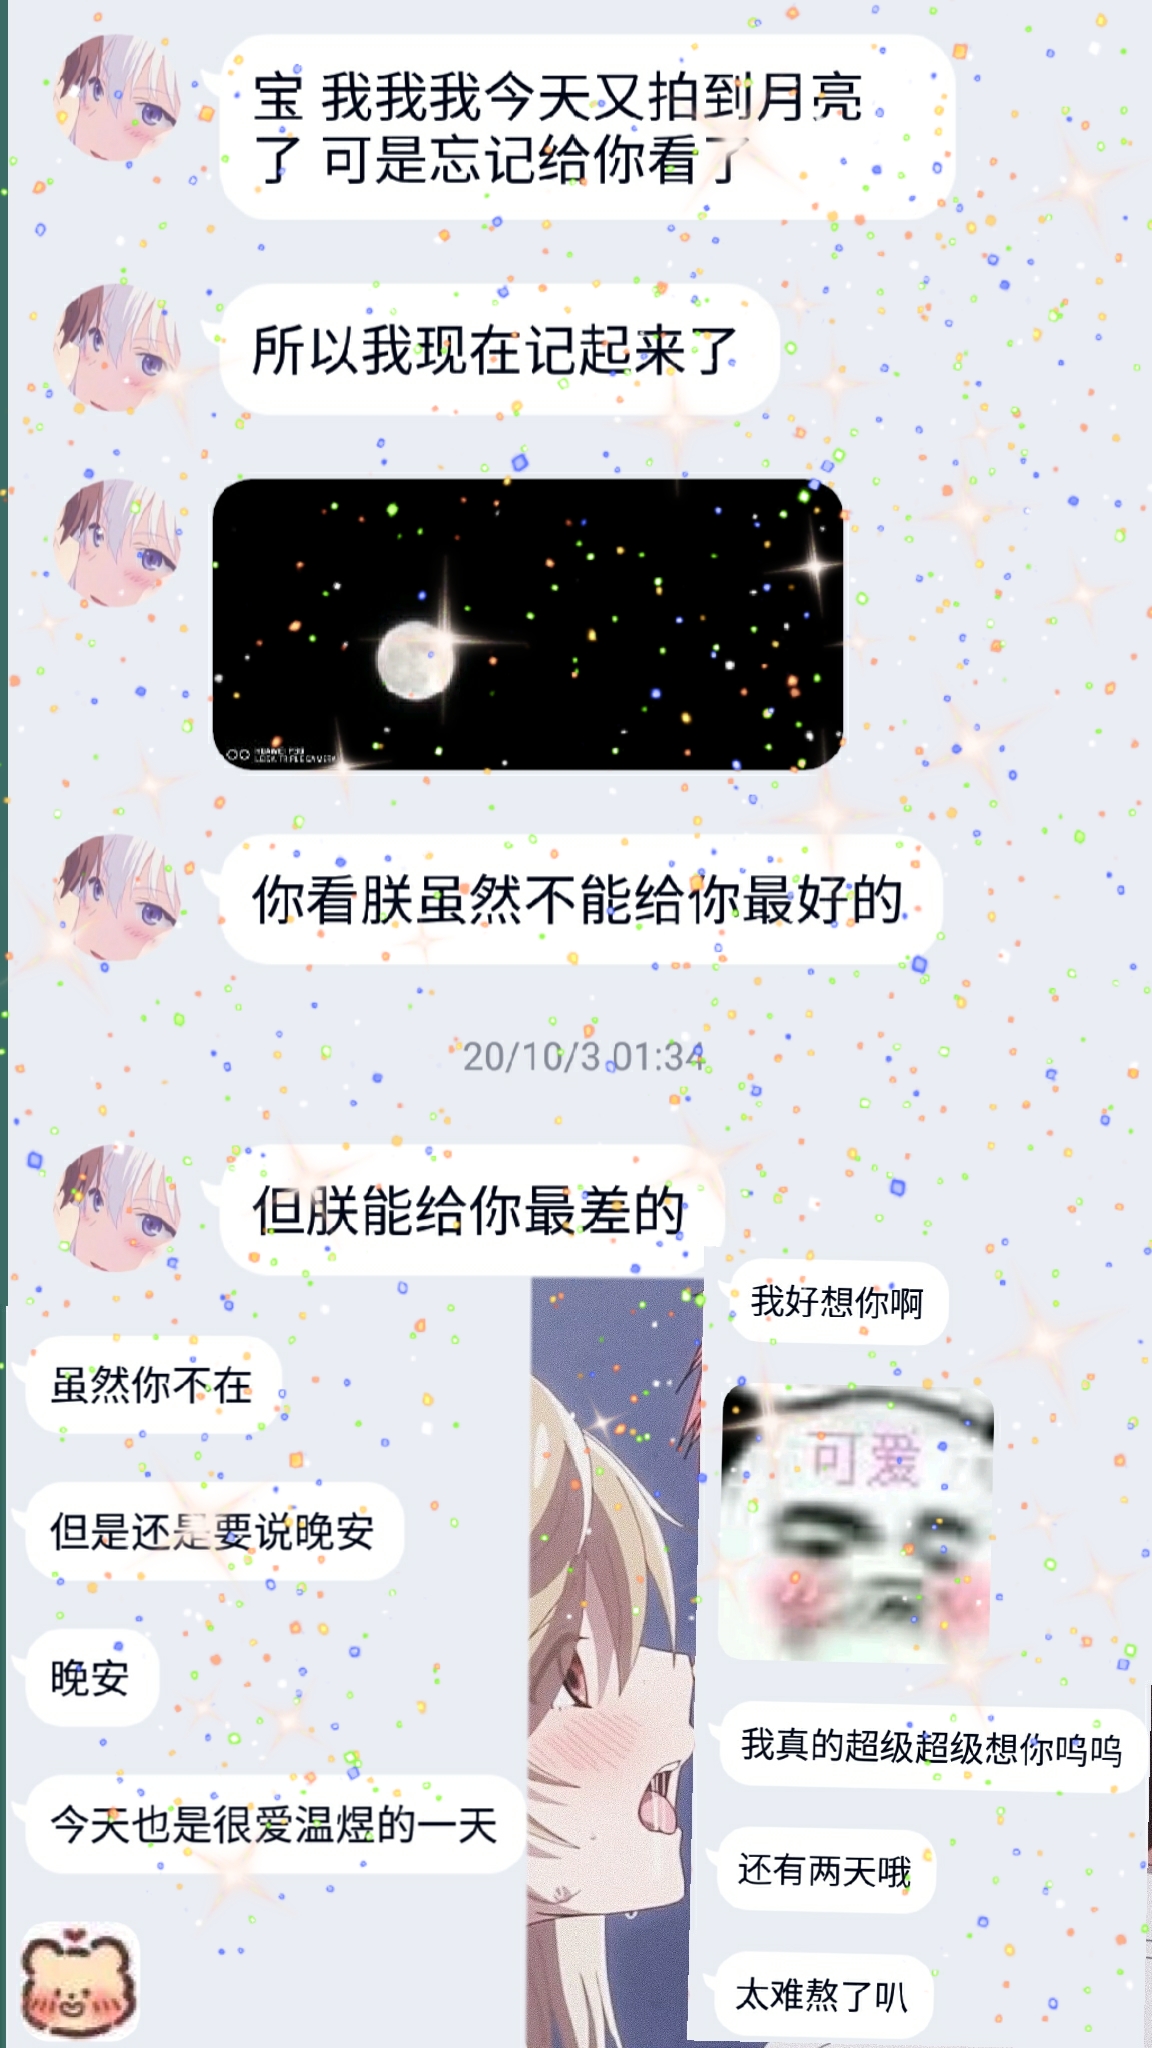 宝 我我我今天又拍到月亮
了 可是忘记给你看了
所以我现在记起来了
HUAWEI P30
LEICA TRIPLE CAMERA
你看朕虽然不能给你最好的
20/10/3 01:34
但朕能给你最差的
虽然你不在
但是还是要说晚安
晚安
今天也是很爱温煜的一天
我好想你啊
可爱
我真的超级超级想你呜呜
还有两天哦
太难熬了叭